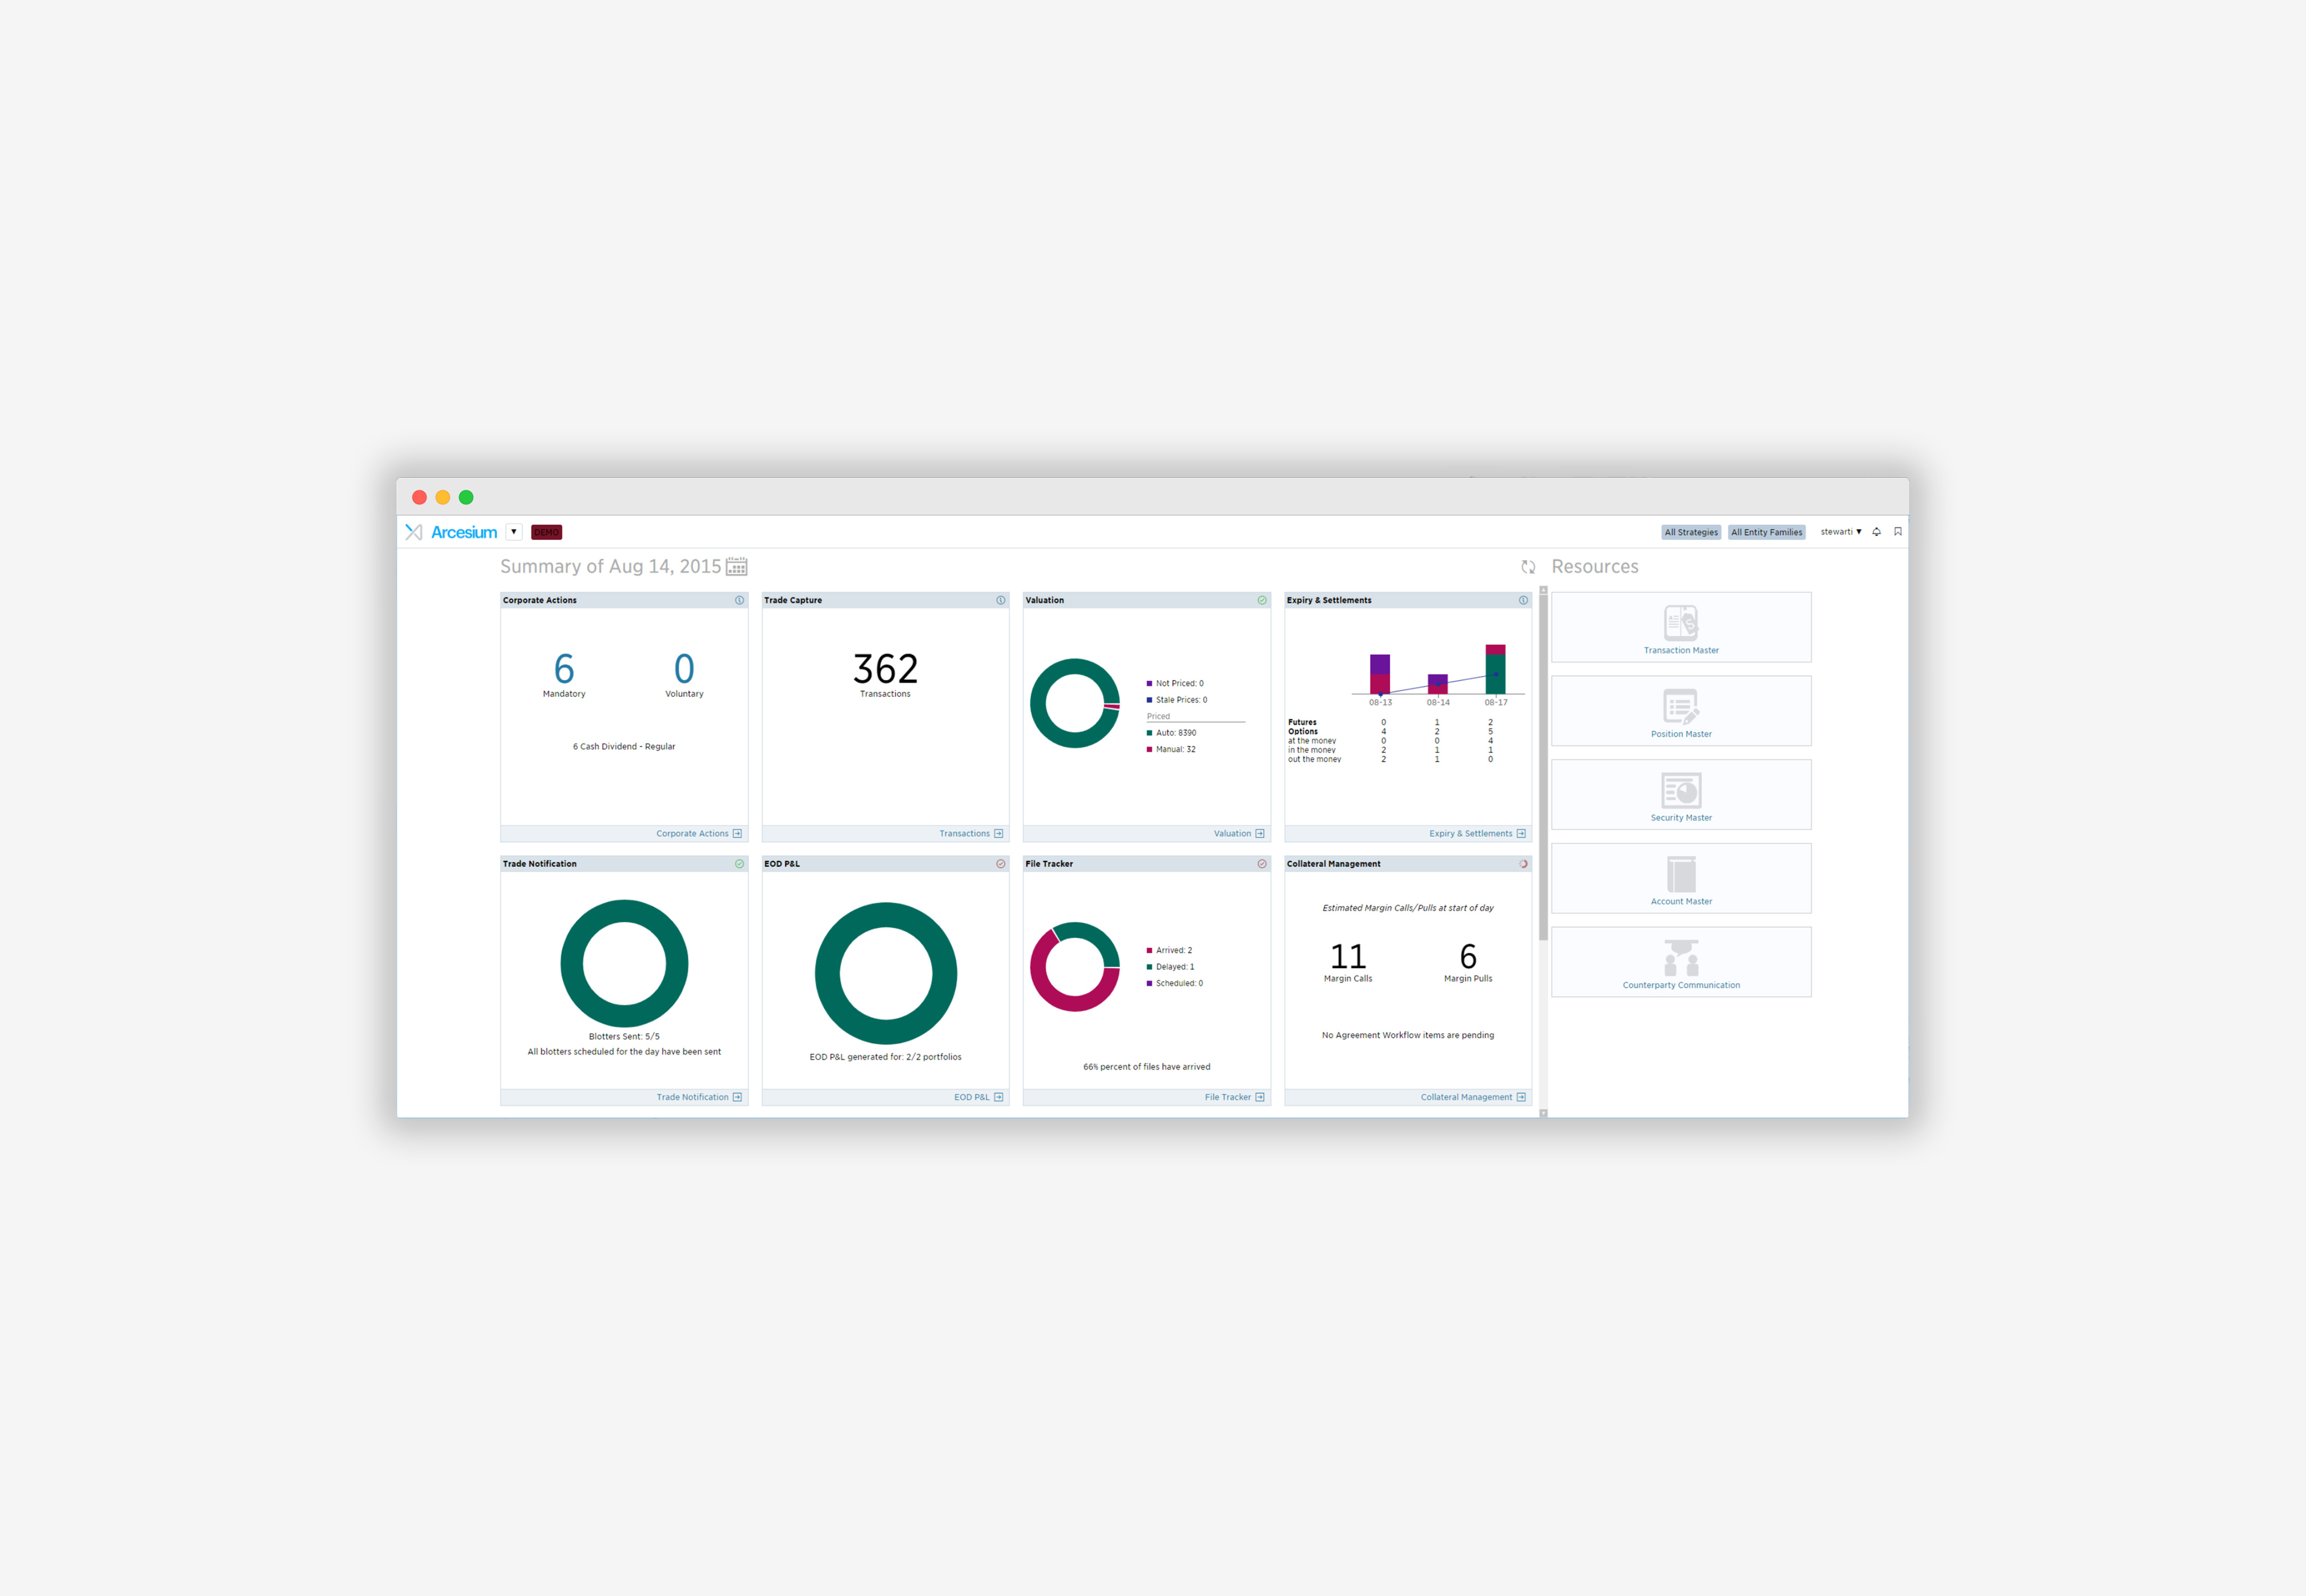 Arcesium
DEMO
All Strategies
All Entity Families
stewarti
Summary of Aug 14, 2015
Resources
Corporate Actions
6
0
Mandatory
Voluntary
6 Cash Dividend - Regular
Corporate Actions
Trade Capture
362
Transactions
Transactions
Valuation
Not Priced: 0
Stale Prices: 0
Priced
Auto: 8390
Manual: 32
Valuation
Expiry & Settlements
08-13 08-14 08-17
Futures 0 1 2
Options 4 2 5
at the money 0 0 4
in the money 2 1 1
out the money 2 1 0
Expiry & Settlements
Trade Notification
Blotters Sent: 5/5
All blotters scheduled for the day have been sent
Trade Notification
EOD P&L
EOD P&L generated for: 2/2 portfolios
EOD P&L
File Tracker
Arrived: 2
Delayed: 1
Scheduled: 0
66% percent of files have arrived
File Tracker
Collateral Management
Estimated Margin Calls/Pulls at start of day
11
6
Margin Calls
Margin Pulls
No Agreement Workflow items are pending
Collateral Management
Transaction Master
Position Master
Security Master
Account Master
Counterparty Communication